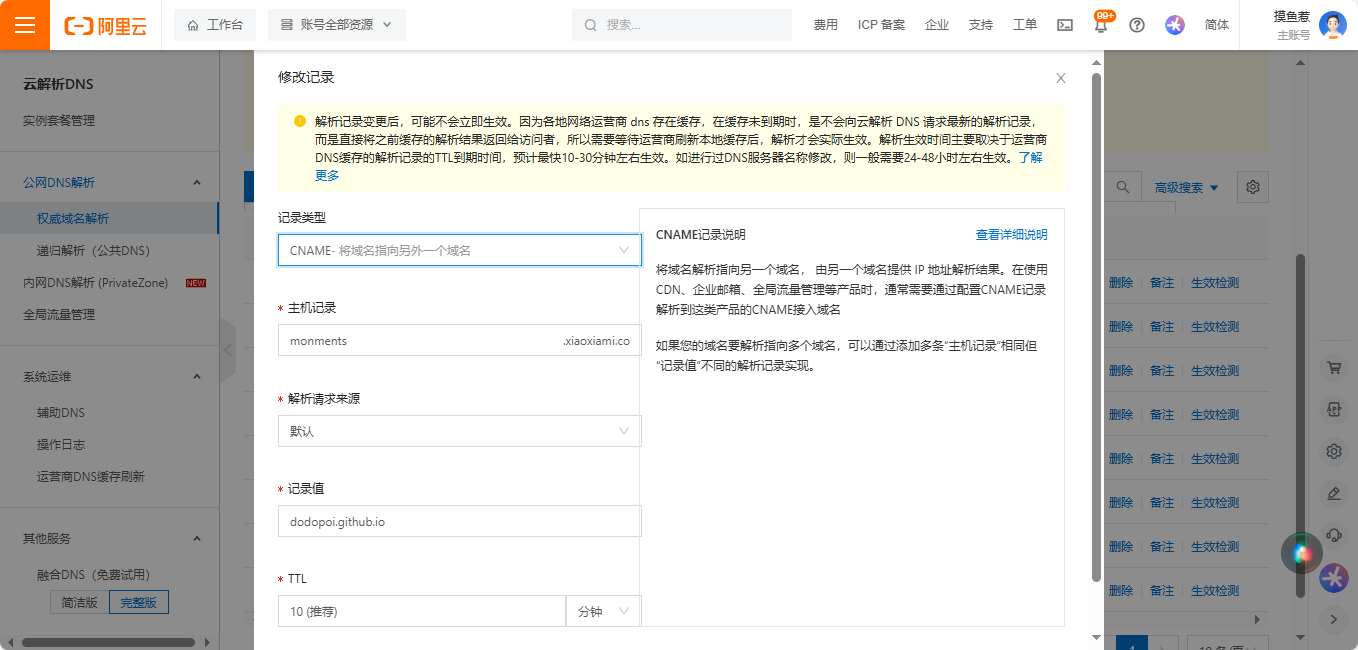 阿里云
工作台
账号全部资源
搜索...
费用
ICP 备案
企业
支持
工单
99+
简体
摸鱼惹
主账号
云解析DNS
实例套餐管理
公网DNS解析
权威域名解析
递归解析（公共DNS）
内网DNS解析 (PrivateZone)
NEW
全局流量管理
系统运维
辅助DNS
操作日志
运营商DNS缓存刷新
其他服务
融合DNS（免费试用）
简洁版
完整版
修改记录
解析记录变更后，可能不会立即生效。因为各地网络运营商 dns 存在缓存，在缓存未到期时，是不会向云解析 DNS 请求最新的解析记录，
而是直接将之前缓存的解析结果返回给访问者，所以需要等待运营商刷新本地缓存后，解析才会实际生效。解析生效时间主要取决于运营商
DNS缓存的解析记录的TTL到期时间，预计最快10-30分钟左右生效。如进行过DNS服务器名称修改，则一般需要24-48小时左右生效。了解
更多
记录类型
CNAME- 将域名指向另外一个域名
* 主机记录
monments
.xiaoxiami.co
* 解析请求来源
默认
* 记录值
dodopoi.github.io
* TTL
10 (推荐)
分钟
CNAME记录说明
查看详细说明
将域名解析指向另一个域名， 由另一个域名提供 IP 地址解析结果。在使用
CDN、企业邮箱、全局流量管理等产品时，通常需要通过配置CNAME记录
解析到这类产品的CNAME接入域名
如果您的域名要解析指向多个域名，可以通过添加多条“主机记录”相同但
“记录值”不同的解析记录实现。
高级搜索
删除 备注 生效检测
删除 备注 生效检测
删除 备注 生效检测
删除 备注 生效检测
删除 备注 生效检测
删除 备注 生效检测
删除 备注 生效检测
删除 备注 生效检测
1